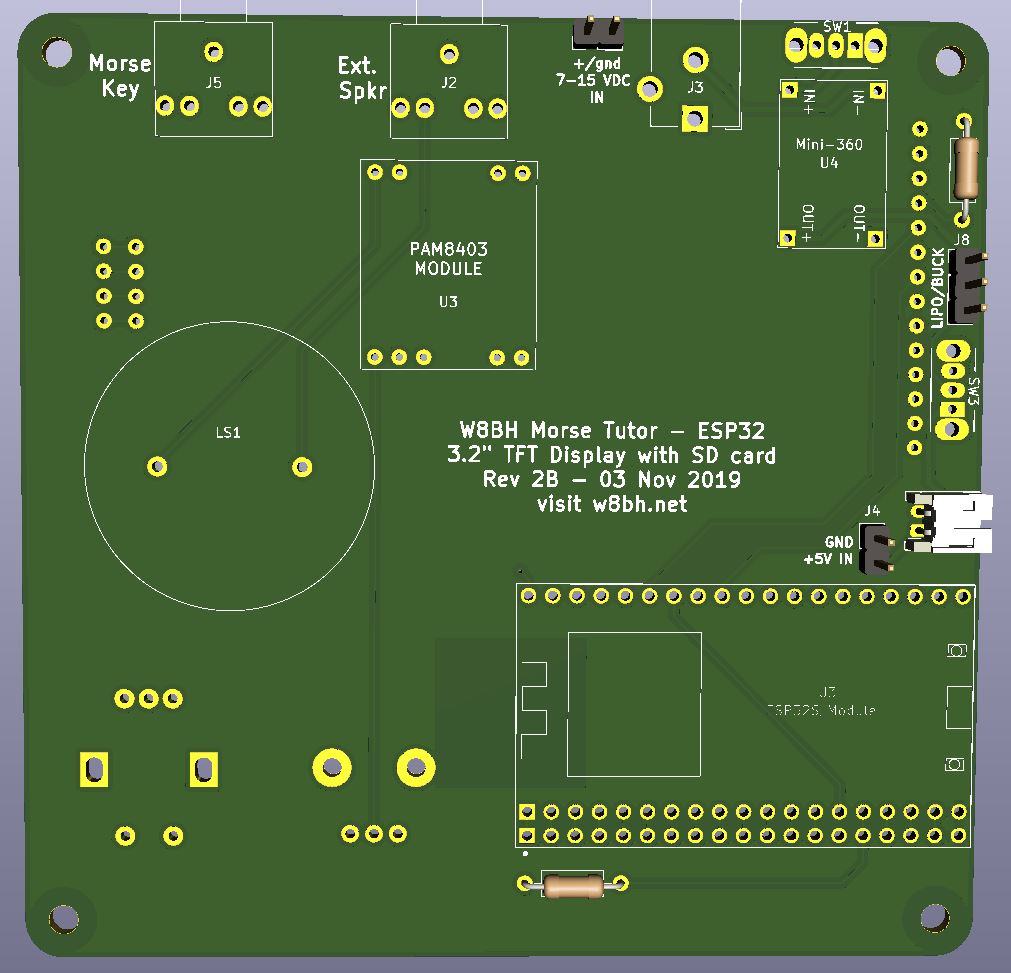 SW1
Morse
Key
J5
Ext.
Spkr
J2
+/gnd
7-15 VDC
IN
J3
IN+
IN-
Mini-360
U4
OUT+
OUT-
J8
LIPO/BUCK
PAM8403
MODULE
U3
SW3
LS1
W8BH Morse Tutor - ESP32
3.2" TFT Display with SD card
Rev 2B - 03 Nov 2019
visit w8bh.net
J4
GND
+5V IN
ESP32S Module